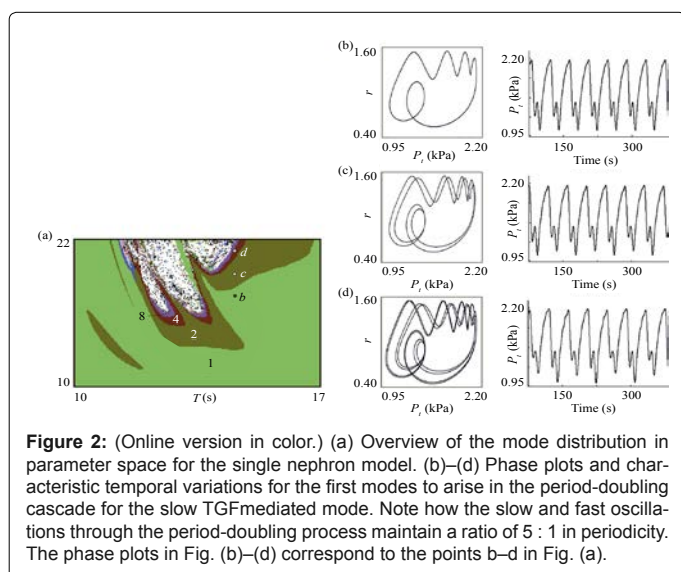 (b)
1.60
r
0.40
0.95
2.20
P_t (kPa)
2.20
P_t (kPa)
0.95
150
300
Time (s)
(c)
1.60
r
0.40
0.95
2.20
P_t (kPa)
2.20
P_t (kPa)
0.95
150
300
Time (s)
(a)
22
d
c
b
8
4
2
1
10
10
T (s)
17
(d)
1.60
r
0.40
0.95
2.20
P_t (kPa)
2.20
P_t (kPa)
0.95
150
300
Time (s)
Figure 2: (Online version in color.) (a) Overview of the mode distribution in
parameter space for the single nephron model. (b)–(d) Phase plots and char-
acteristic temporal variations for the first modes to arise in the period-doubling
cascade for the slow TGFmediated mode. Note how the slow and fast oscilla-
tions through the period-doubling process maintain a ratio of 5 : 1 in periodicity.
The phase plots in Fig. (b)–(d) correspond to the points b–d in Fig. (a).